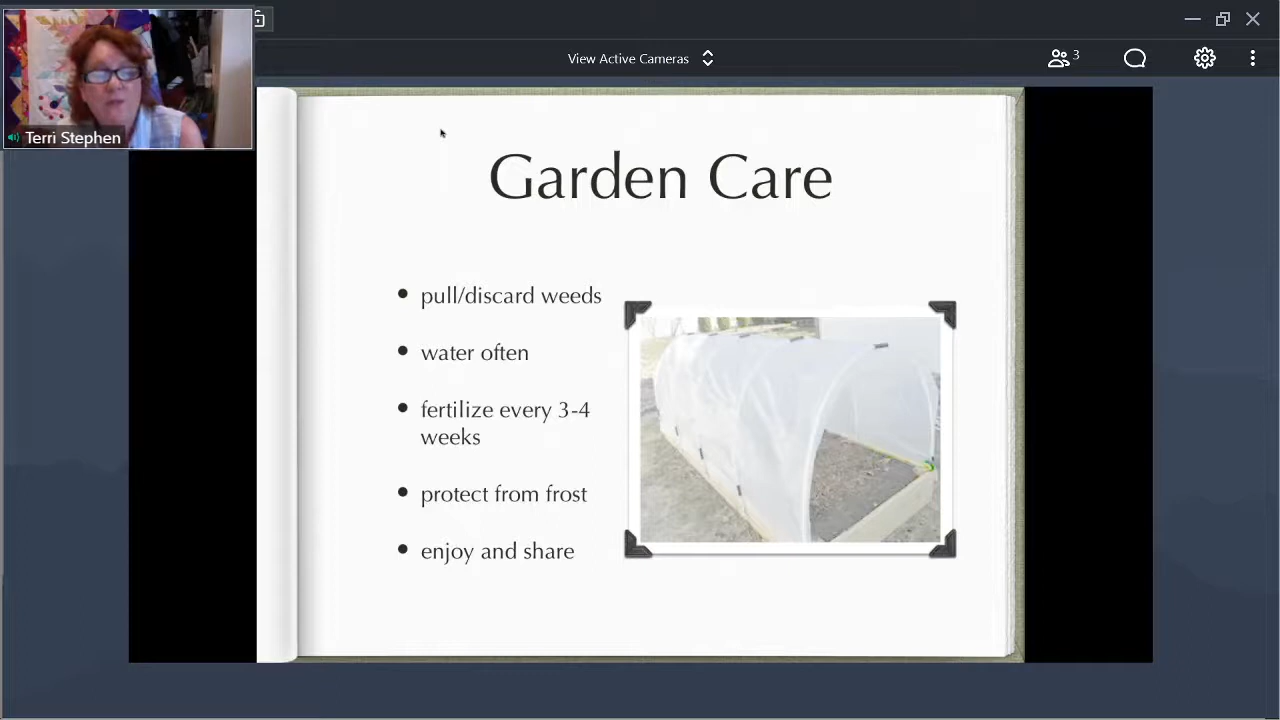 View Active Cameras
3
Terri Stephen
Garden Care
• pull/discard weeds
• water often
• fertilize every 3-4
weeks
• protect from frost
• enjoy and share